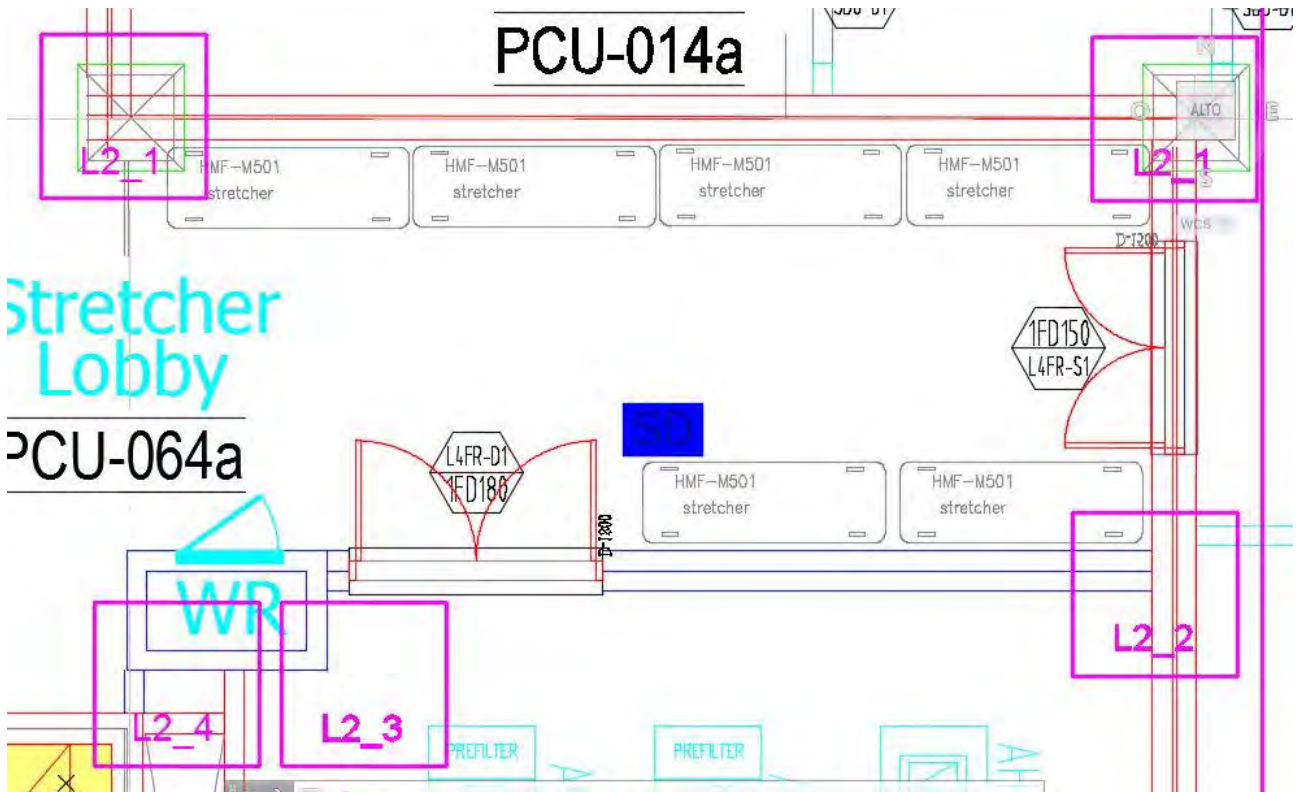 PCU-014a
N
O
ALTO
E
L2_1
L2_1
S
HMF-M501
stretcher
HMF-M501
stretcher
HMF-M501
stretcher
HMF-M501
stretcher
WCS
D-1200
Stretcher
Lobby
1FD150
L4FR-S1
SD
PCU-064a
L4FR-D1
1FD180
HMF-M501
stretcher
HMF-M501
stretcher
WR
L2_2
L2_4
L2_3
PREFILTER
PREFILTER